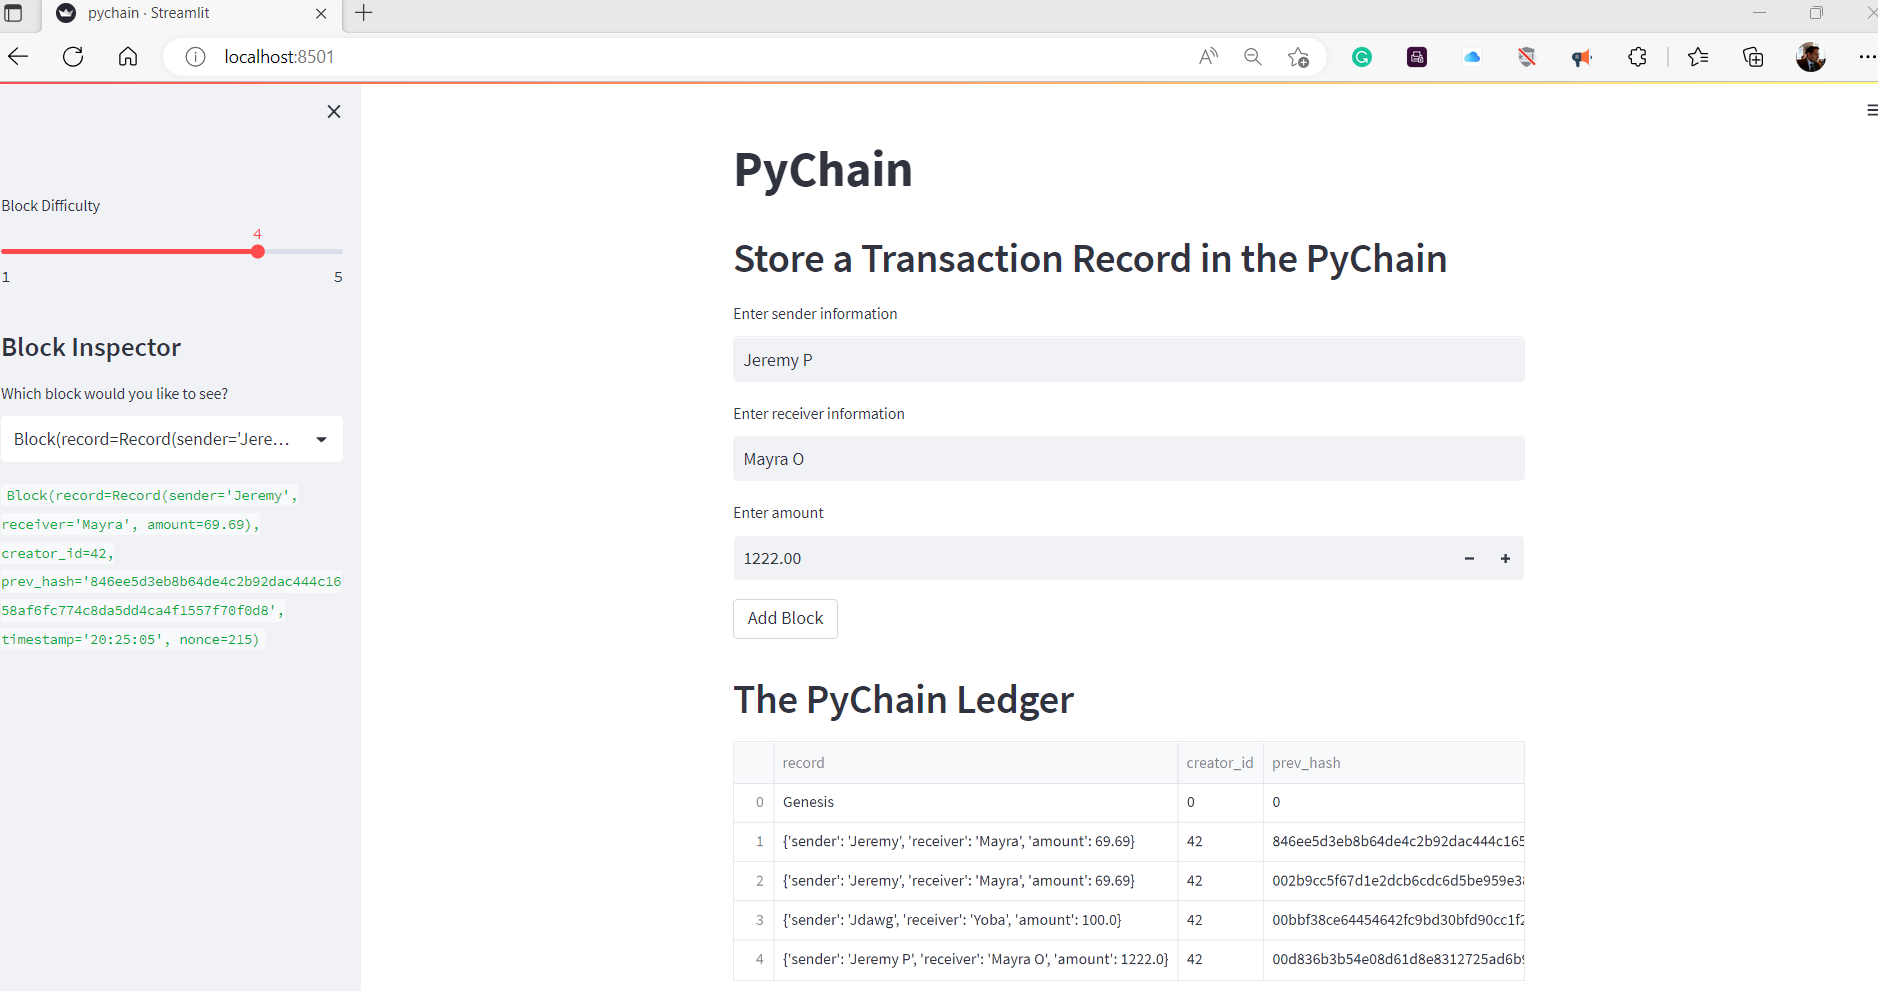 pychain · Streamlit
localhost:8501
Block Difficulty
4
1 5
Block Inspector
Which block would you like to see?
Block(record=Record(sender='Jere...
Block(record=Record(sender='Jeremy',
receiver='Mayra', amount=69.69),
creator_id=42,
prev_hash='846ee5d3eb8b64de4c2b92dac444c16
58af6fc774c8da5dd4ca4f1557f70f0d8',
timestamp='20:25:05', nonce=215)
PyChain
Store a Transaction Record in the PyChain
Enter sender information
Jeremy P
Enter receiver information
Mayra O
Enter amount
1222.00
Add Block
The PyChain Ledger
record creator_id prev_hash
0 Genesis 0 0
1 {'sender': 'Jeremy', 'receiver': 'Mayra', 'amount': 69.69} 42 846ee5d3eb8b64de4c2b92dac444c165
2 {'sender': 'Jeremy', 'receiver': 'Mayra', 'amount': 69.69} 42 002b9cc5f67d1e2dcb6cdc6d5be959e38
3 {'sender': 'Jdawg', 'receiver': 'Yoba', 'amount': 100.0} 42 00bbf38ce64454642fc9bd30bfd90cc1f2
4 {'sender': 'Jeremy P', 'receiver': 'Mayra O', 'amount': 1222.0} 42 00d836b3b54e08d61d8e8312725ad6b9